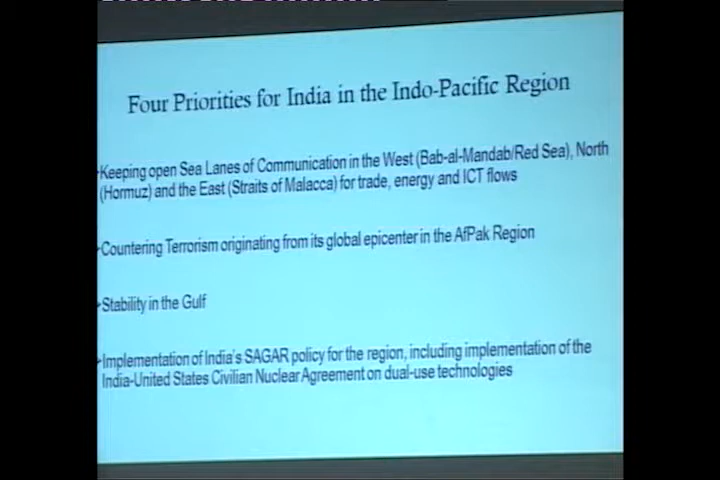 Four Priorities for India in the Indo-Pacific Region
Keeping open Sea Lanes of Communication in the West (Bab-al-Mandab/Red Sea), North
(Hormuz) and the East (Straits of Malacca) for trade, energy and ICT flows
Countering Terrorism originating from its global epicenter in the AfPak Region
Stability in the Gulf
Implementation of India's SAGAR policy for the region, including implementation of the
India-United States Civilian Nuclear Agreement on dual-use technologies